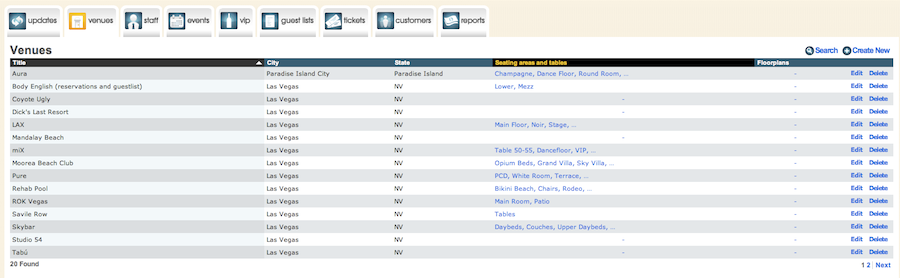 updates venues staff events vip guest lists tickets customers reports
Venues Search Create New
Title City State Seating areas and tables Floorplans
Aura Paradise Island City Paradise Island Champagne, Dance Floor, Round Room, ... - Edit Delete
Body English (reservations and guestlist) Las Vegas NV Lower, Mezz - Edit Delete
Coyote Ugly Las Vegas NV - - Edit Delete
Dick's Last Resort Las Vegas NV - - Edit Delete
LAX Las Vegas NV Main Floor, Noir, Stage, ... - Edit Delete
Mandalay Beach Las Vegas NV - - Edit Delete
miX Las Vegas NV Table 50-55, Dancefloor, VIP, ... - Edit Delete
Moorea Beach Club Las Vegas NV Opium Beds, Grand Villa, Sky Villa, ... - Edit Delete
Pure Las Vegas NV PCD, White Room, Terrace, ... - Edit Delete
Rehab Pool Las Vegas NV Bikini Beach, Chairs, Rodeo, ... - Edit Delete
ROK Vegas Las Vegas NV Main Room, Patio - Edit Delete
Savile Row Las Vegas NV Tables - Edit Delete
Skybar Las Vegas NV Daybeds, Couches, Upper Daybeds, ... - Edit Delete
Studio 54 Las Vegas NV - - Edit Delete
Tabú Las Vegas NV - - Edit Delete
20 Found 1 2 | Next